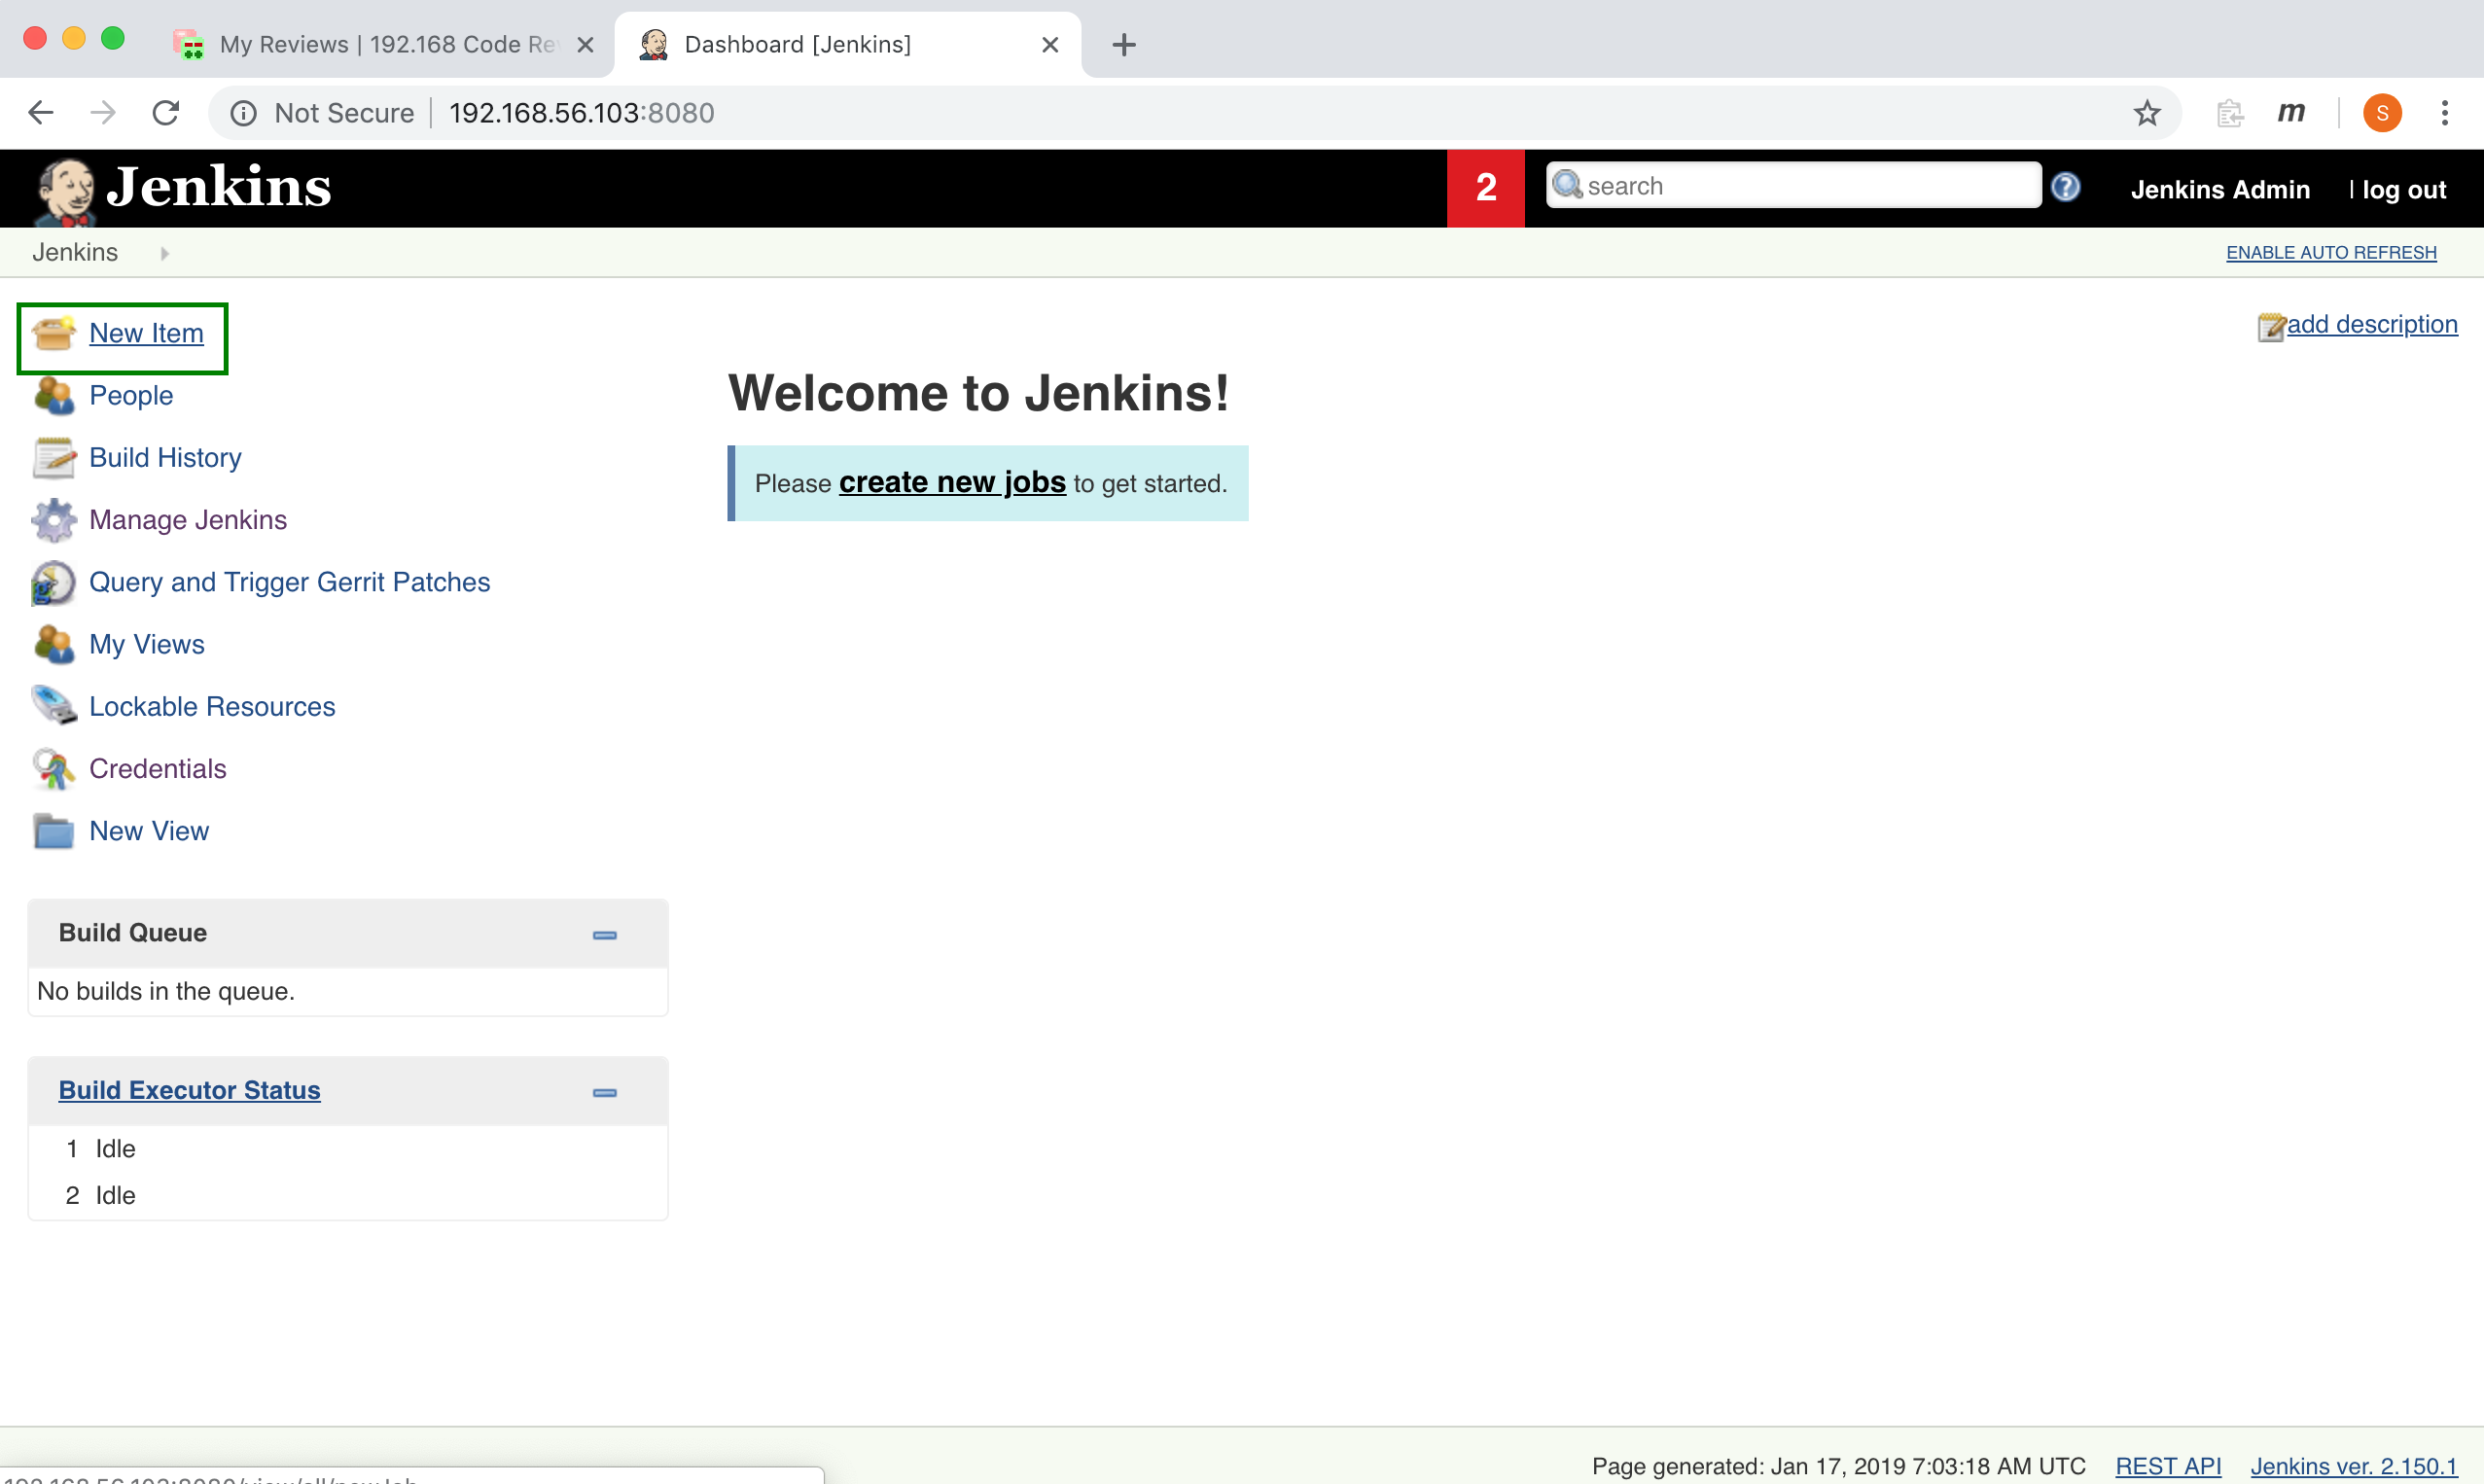 My Reviews | 192.168 Code Re
Dashboard [Jenkins]
Not Secure 192.168.56.103:8080
S
Jenkins
2
search
Jenkins Admin
| log out
Jenkins
ENABLE AUTO REFRESH
New Item
add description
People
Build History
Manage Jenkins
Query and Trigger Gerrit Patches
My Views
Lockable Resources
Credentials
New View
Welcome to Jenkins!
Please create new jobs to get started.
Build Queue
No builds in the queue.
Build Executor Status
1 Idle
2 Idle
Page generated: Jan 17, 2019 7:03:18 AM UTC REST API Jenkins ver. 2.150.1